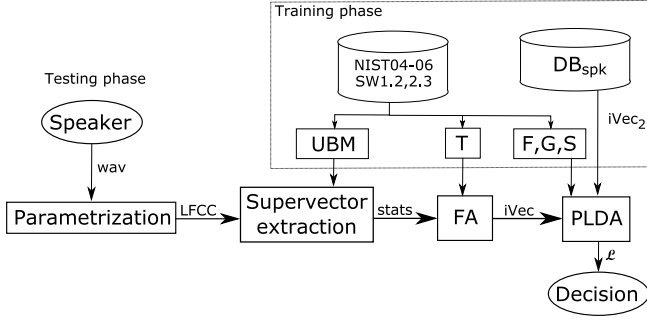 Training phase
NIST04-06
SW1.2,2.3
DBspk
Testing phase
Speaker
iVec2
UBM
T
F,G,S
wav
Parametrization
LFCC
Supervector
extraction
stats
FA
iVec
PLDA
ℒ
Decision